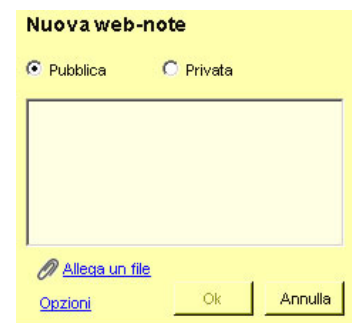 Nuova web-note
Pubblica Privata
Allega un file
Opzioni Ok Annulla